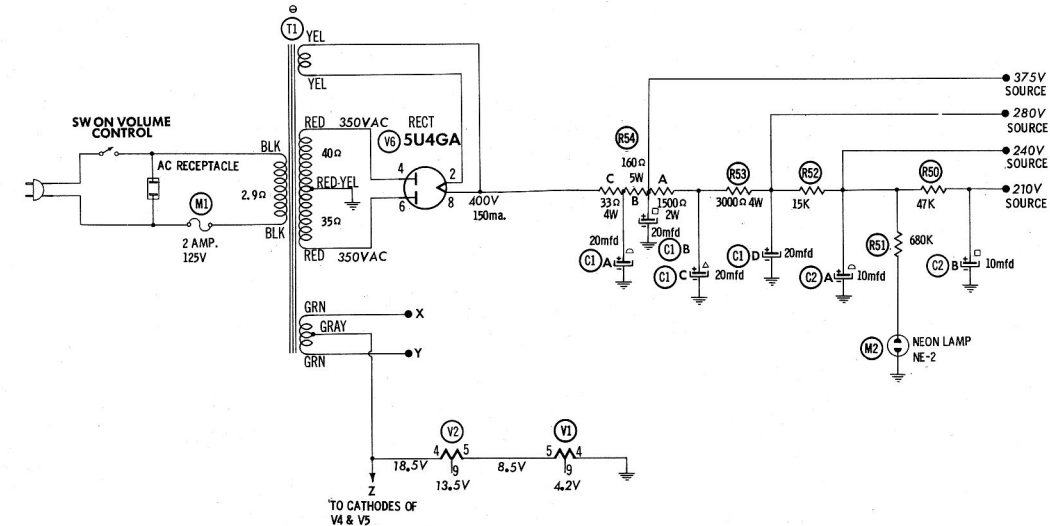 T1
YEL
YEL
SW ON VOLUME
CONTROL
AC RECEPTACLE
M1
2 AMP.
125V
BLK
2.9Ω
BLK
RED 350VAC
40Ω
RED-YEL
35Ω
RED 350VAC
RECT
V6 5U4GA
4
2
6
8
400V
150ma.
R54
160Ω
5W
C
A
33Ω
4W
B
1500Ω
2W
R53
3000Ω 4W
R52
15K
R50
47K
375V
SOURCE
280V
SOURCE
240V
SOURCE
210V
SOURCE
20mfd
C1 A
20mfd
C1 B
C1 C 20mfd
C1 D 20mfd
C2 A 10mfd
R51 680K
C2 B 10mfd
M2 NEON LAMP
NE-2
GRN X
GRAY
GRN Y
V2
4 5
9
18.5V
13.5V
8.5V
V1
5 4
9
4.2V
Z
TO CATHODES OF
V4 & V5